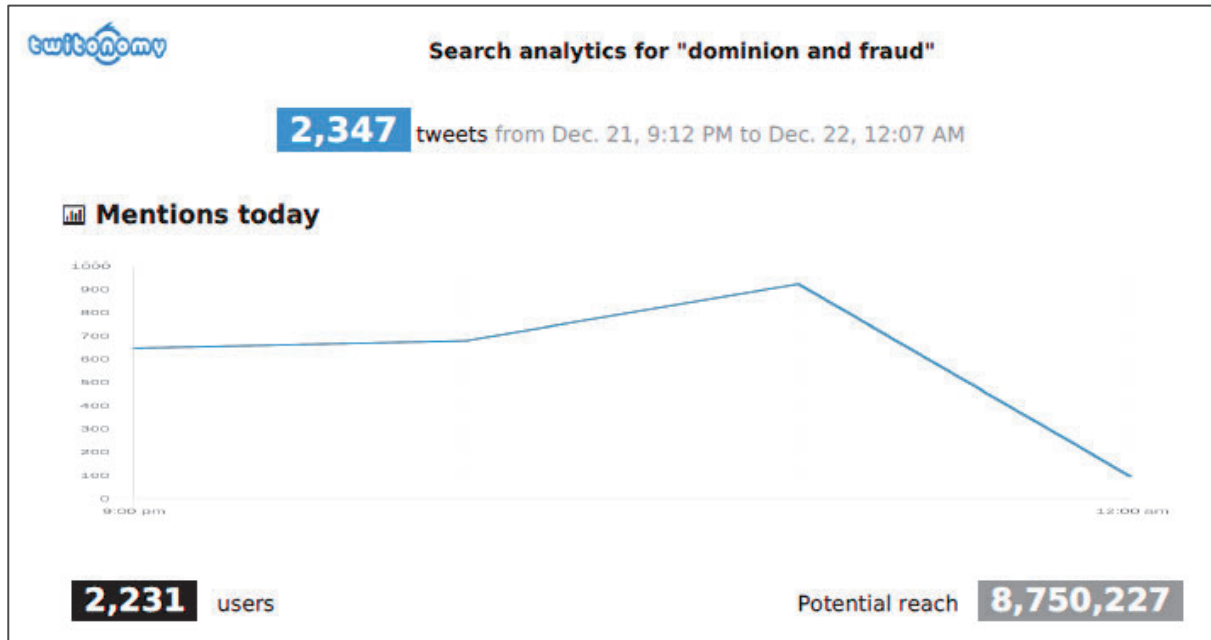 twitonomy
Search analytics for "dominion and fraud"
2,347 tweets from Dec. 21, 9:12 PM to Dec. 22, 12:07 AM
Mentions today
1000
900
800
700
600
500
400
300
200
100
0
9:00 pm 12:00 am
2,231 users Potential reach 8,750,227